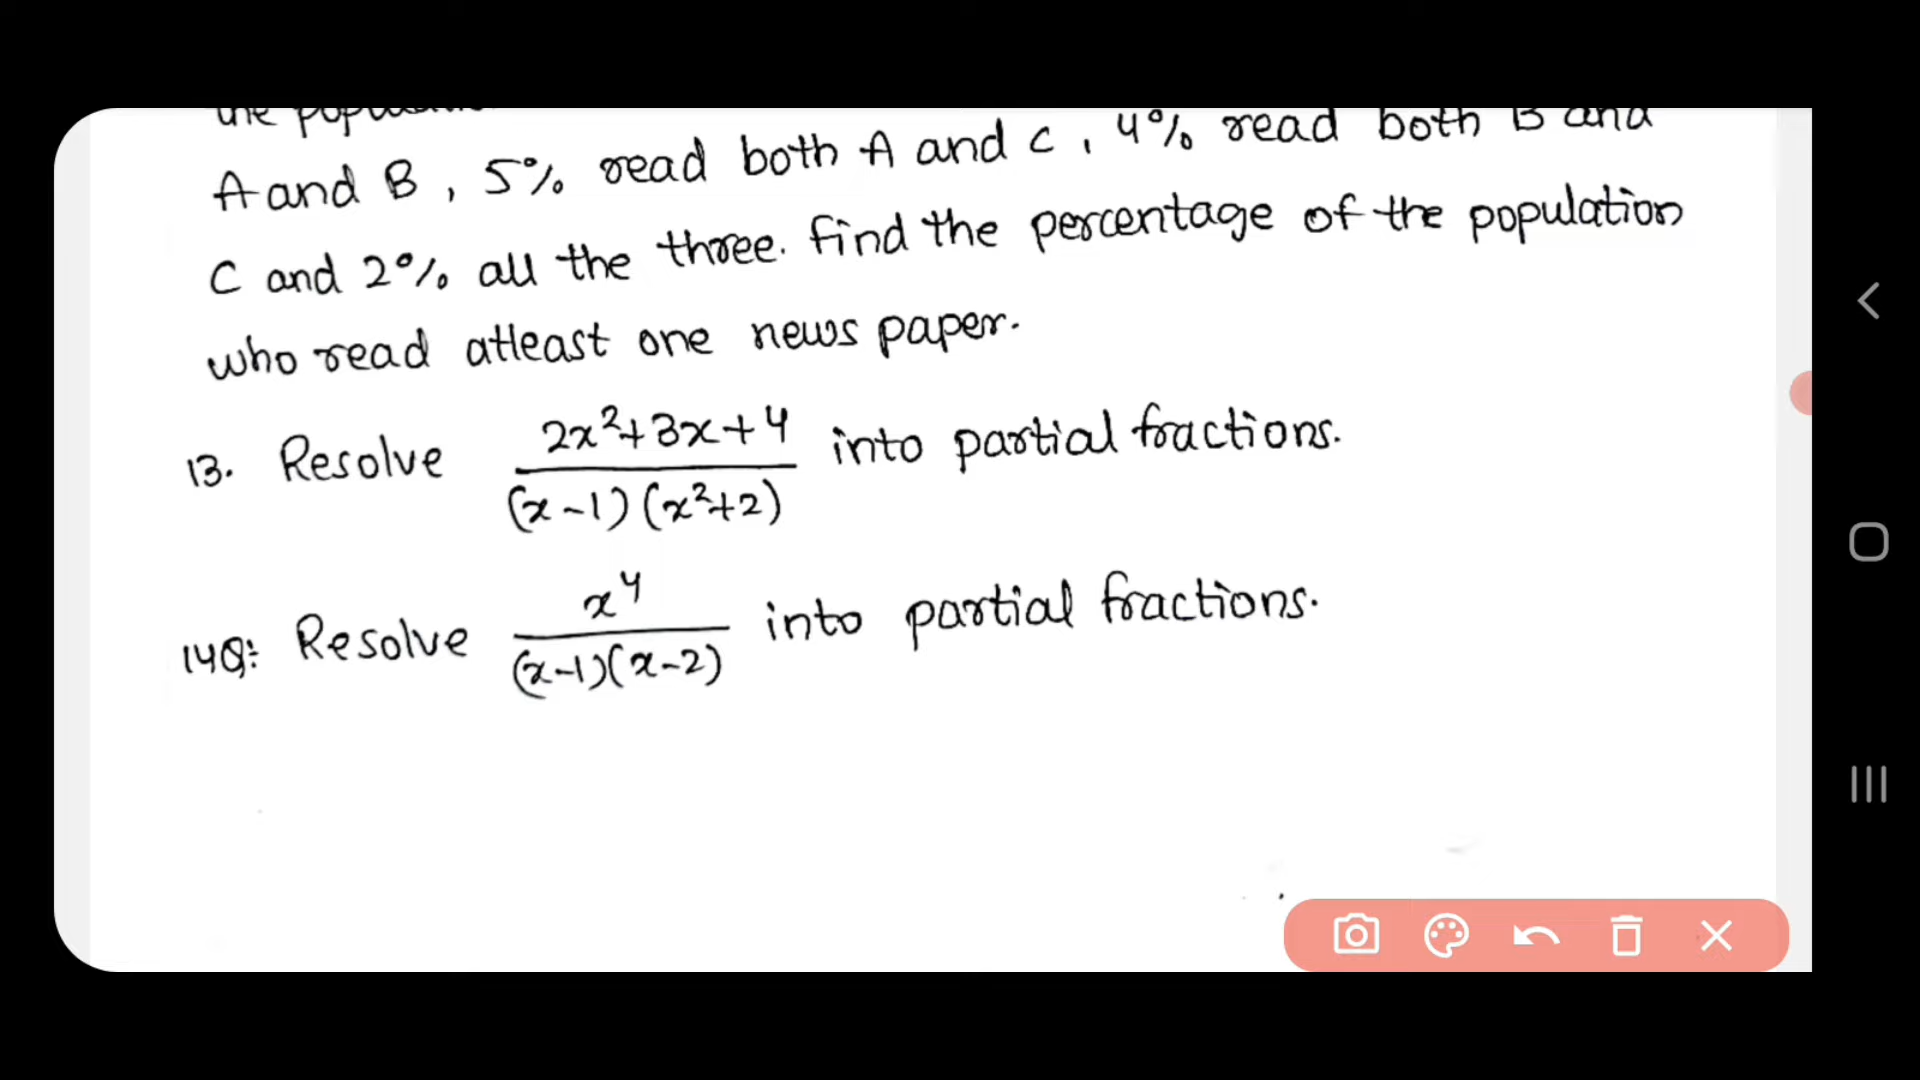 the
A and B , 5% read both A and C , 4% read both B and
C and 2% all the three. find the percentage of the population
who read atleast one news paper.
13. Resolve (2x²+3x+4)/((x-1)(x²+2)) into partial fractions.
14Q: Resolve x⁴/((x-1)(x-2)) into partial fractions.